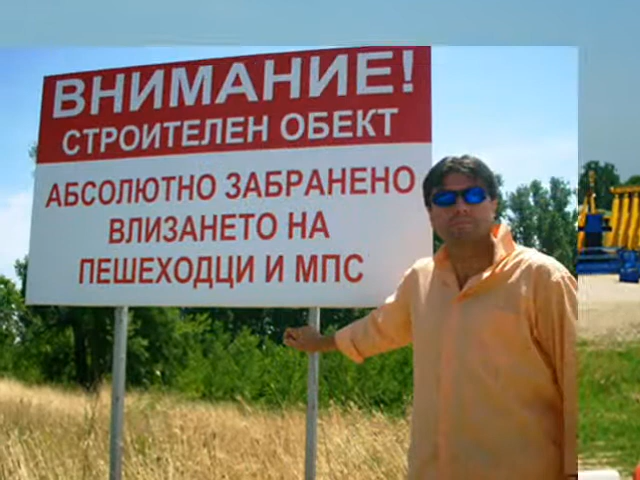 ВНИМАНИЕ!
СТРОИТЕЛЕН ОБЕКТ
АБСОЛЮТНО ЗАБРАНЕНО
ВЛИЗАНЕТО НА
ПЕШЕХОДЦИ И МПС